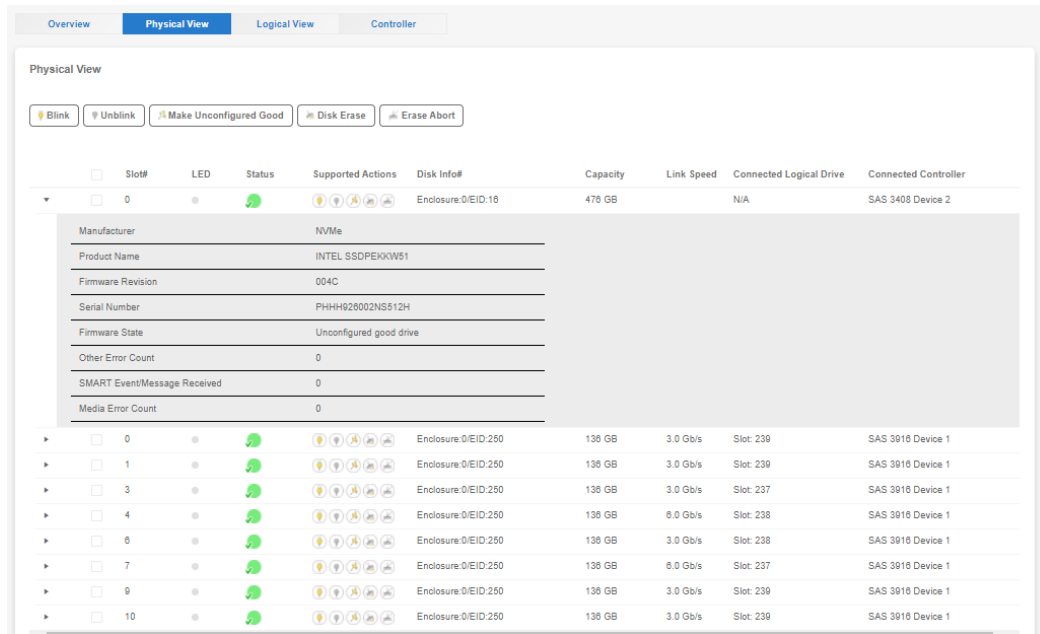 Overview Physical View Logical View Controller
Physical View
Blink Unblink Make Unconfigured Good Disk Erase Erase Abort
Slot# LED Status Supported Actions Disk Info# Capacity Link Speed Connected Logical Drive Connected Controller
0 Enclosure:0/EID:16 476 GB N/A SAS 3408 Device 2
Manufacturer NVMe
Product Name INTEL SSDPEKKW51
Firmware Revision 004C
Serial Number PHHH926002NS512H
Firmware State Unconfigured good drive
Other Error Count 0
SMART Event/Message Received 0
Media Error Count 0
0 Enclosure:0/EID:250 136 GB 3.0 Gb/s Slot: 239 SAS 3916 Device 1
1 Enclosure:0/EID:250 136 GB 3.0 Gb/s Slot: 239 SAS 3916 Device 1
3 Enclosure:0/EID:250 136 GB 3.0 Gb/s Slot: 237 SAS 3916 Device 1
4 Enclosure:0/EID:250 136 GB 6.0 Gb/s Slot: 238 SAS 3916 Device 1
6 Enclosure:0/EID:250 136 GB 3.0 Gb/s Slot: 238 SAS 3916 Device 1
7 Enclosure:0/EID:250 136 GB 6.0 Gb/s Slot: 237 SAS 3916 Device 1
9 Enclosure:0/EID:250 136 GB 3.0 Gb/s Slot: 239 SAS 3916 Device 1
10 Enclosure:0/EID:250 136 GB 3.0 Gb/s Slot: 239 SAS 3916 Device 1